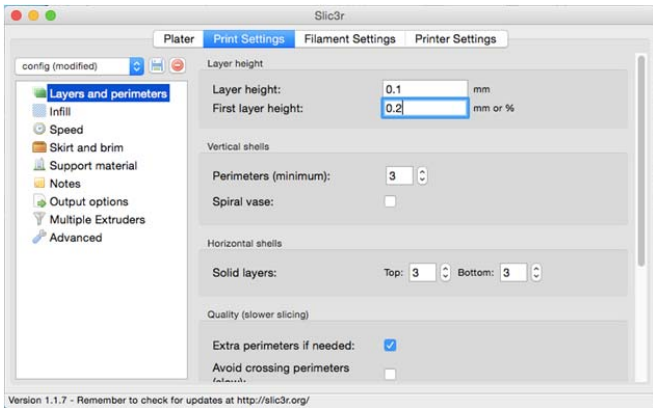 Slic3r
Plater Print Settings Filament Settings Printer Settings
config (modified)
Layers and perimeters
Infill
Speed
Skirt and brim
Support material
Notes
Output options
Multiple Extruders
Advanced
Layer height
Layer height: 0.1 mm
First layer height: 0.2 mm or %
Vertical shells
Perimeters (minimum): 3
Spiral vase:
Horizontal shells
Solid layers: Top: 3 Bottom: 3
Quality (slower slicing)
Extra perimeters if needed:
Avoid crossing perimeters
Version 1.1.7 - Remember to check for updates at http://slic3r.org/